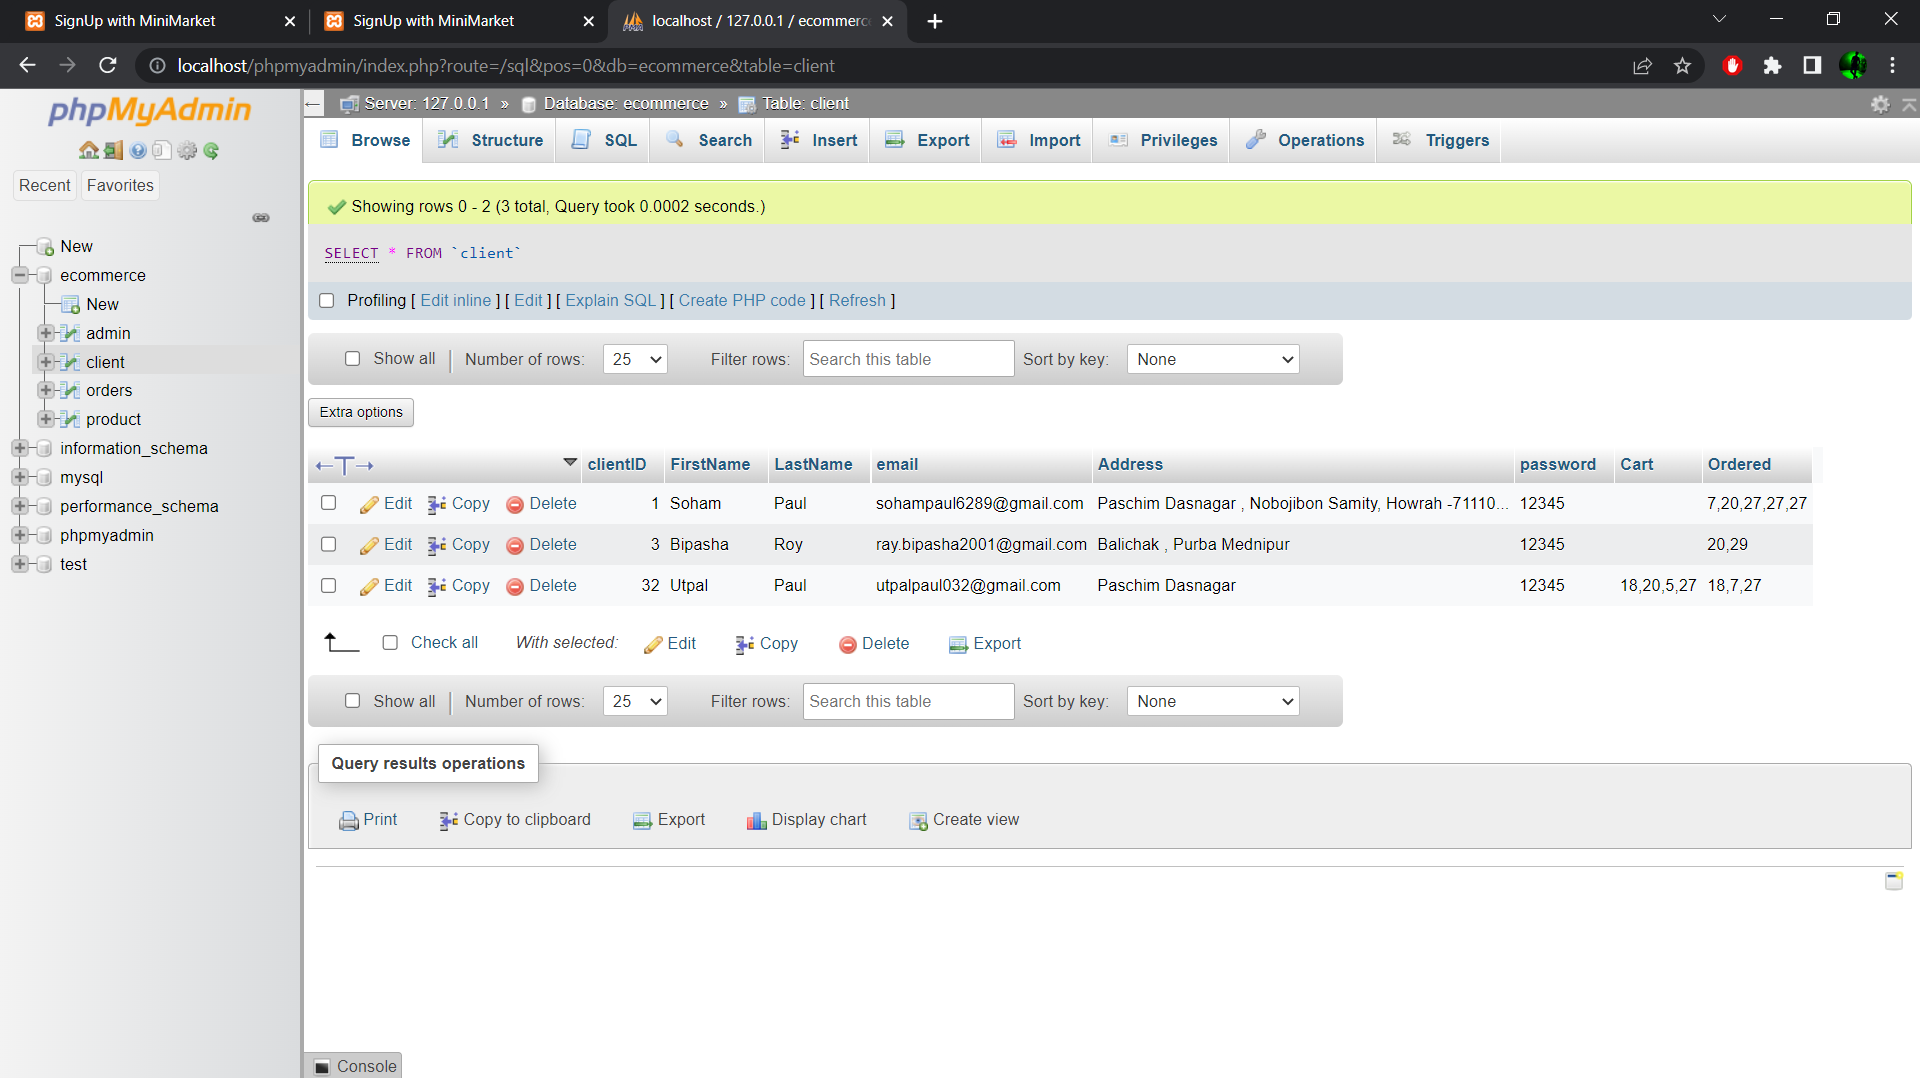 SignUp with MiniMarket
SignUp with MiniMarket
localhost / 127.0.0.1 / ecommerce
localhost/phpmyadmin/index.php?route=/sql&pos=0&db=ecommerce&table=client
phpMyAdmin
Recent Favorites
New
ecommerce
New
admin
client
orders
product
information_schema
mysql
performance_schema
phpmyadmin
test
Server: 127.0.0.1 » Database: ecommerce » Table: client
Browse Structure SQL Search Insert Export Import Privileges Operations Triggers
Showing rows 0 - 2 (3 total, Query took 0.0002 seconds.)
SELECT * FROM `client`
Profiling [ Edit inline ] [ Edit ] [ Explain SQL ] [ Create PHP code ] [ Refresh ]
Show all Number of rows: 25 Filter rows: Search this table Sort by key: None
Extra options
←T→ clientID FirstName LastName email Address password Cart Ordered
Edit Copy Delete 1 Soham Paul sohampaul6289@gmail.com Paschim Dasnagar , Nobojibon Samity, Howrah -71110... 12345 7,20,27,27,27
Edit Copy Delete 3 Bipasha Roy ray.bipasha2001@gmail.com Balichak , Purba Mednipur 12345 20,29
Edit Copy Delete 32 Utpal Paul utpalpaul032@gmail.com Paschim Dasnagar 12345 18,20,5,27 18,7,27
Check all With selected: Edit Copy Delete Export
Show all Number of rows: 25 Filter rows: Search this table Sort by key: None
Query results operations
Print Copy to clipboard Export Display chart Create view
Console